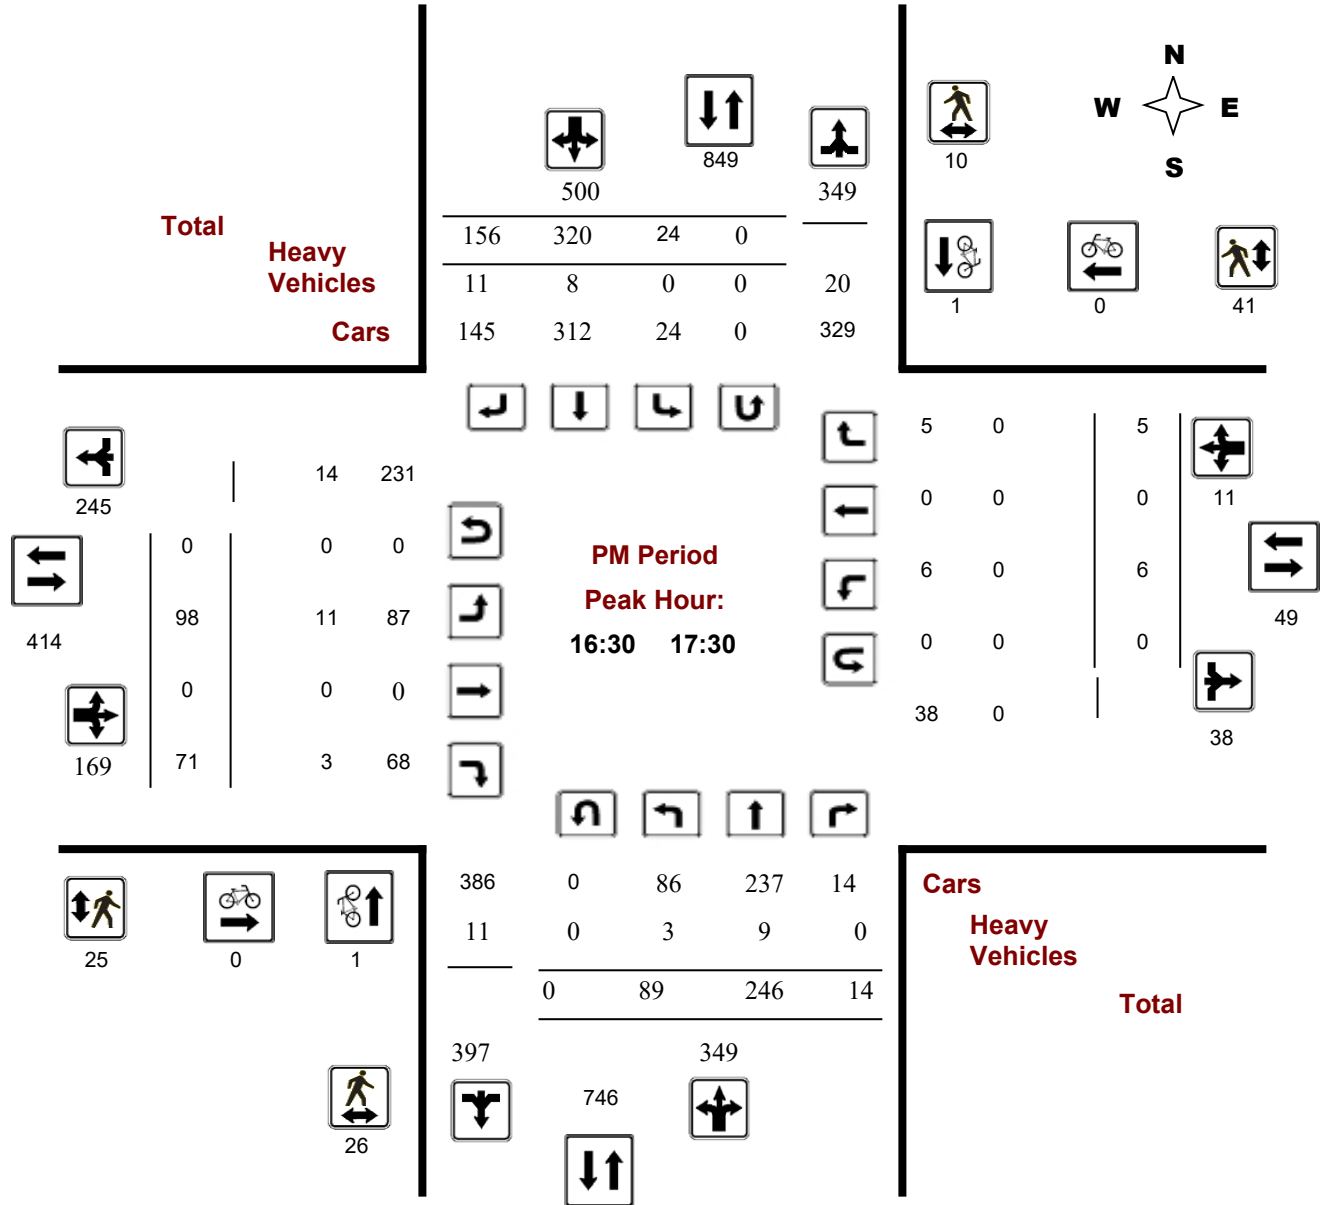 N
W E
S
849
10
500 349
Total 156 320 24 0
Heavy
Vehicles 11 8 0 0 20
1 0 41
Cars 145 312 24 0 329
5 0 5
14 231
245 0 0 0 11
0 0 0
PM Period
98 11 87 6 0 6
Peak Hour:
49
414 16:30 17:30 0 0 0
0 0 0
38 0
169 71 3 68 38
386 0 86 237 14 Cars
11 0 3 9 0 Heavy
Vehicles
25 0 1
0 89 246 14 Total
397 349
746
26